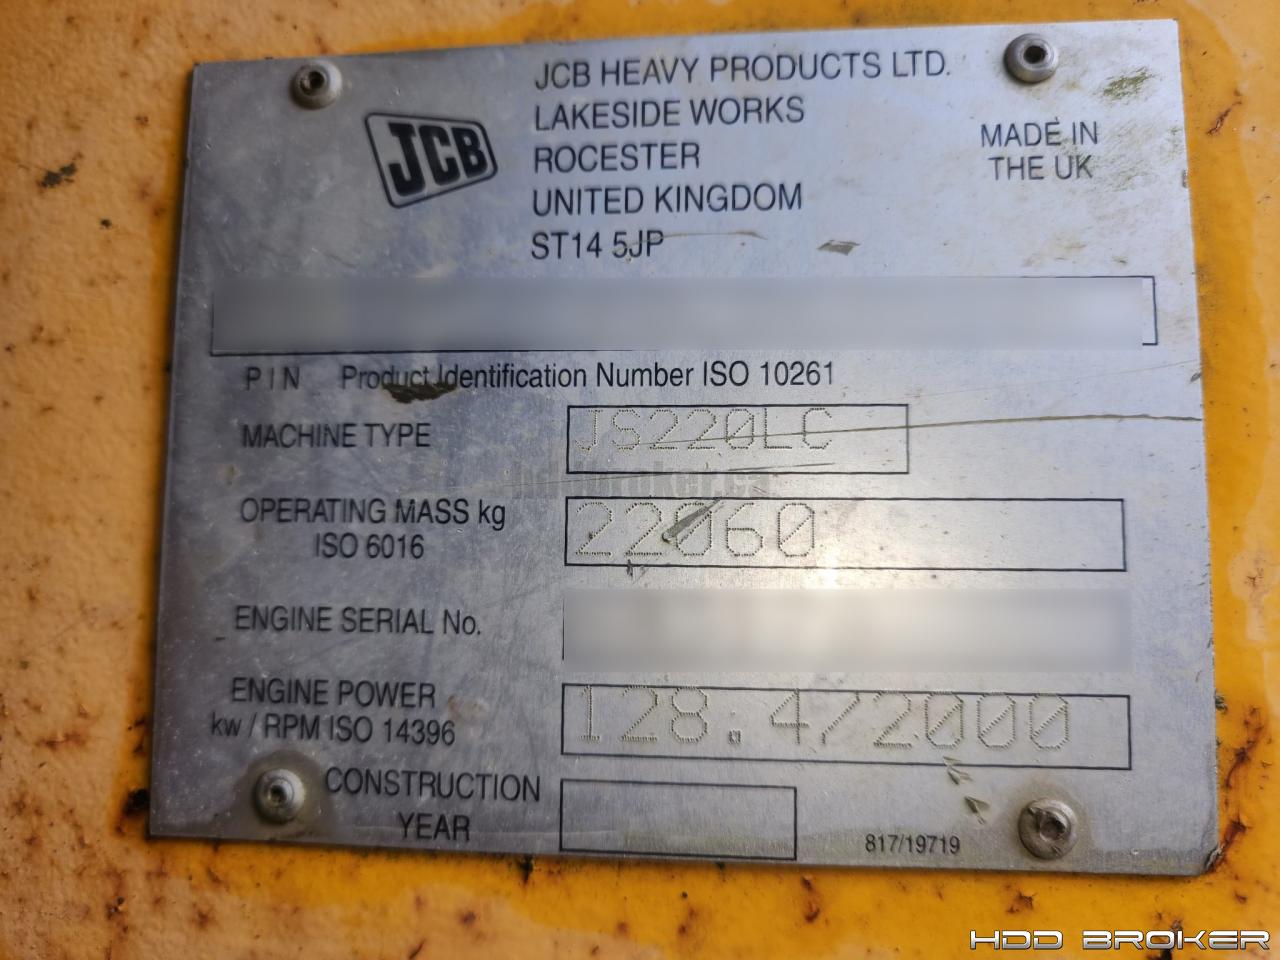 JCB
JCB HEAVY PRODUCTS LTD.
LAKESIDE WORKS
ROCESTER
UNITED KINGDOM
ST14 5JP
MADE IN
THE UK
PIN Product Identification Number ISO 10261
MACHINE TYPE JS220LC
hddbroker.ca
OPERATING MASS kg 22060
ISO 6016
ENGINE SERIAL No.
ENGINE POWER 128.4/2000
kw / RPM ISO 14396
CONSTRUCTION
YEAR
817/19719
HDD BROKER